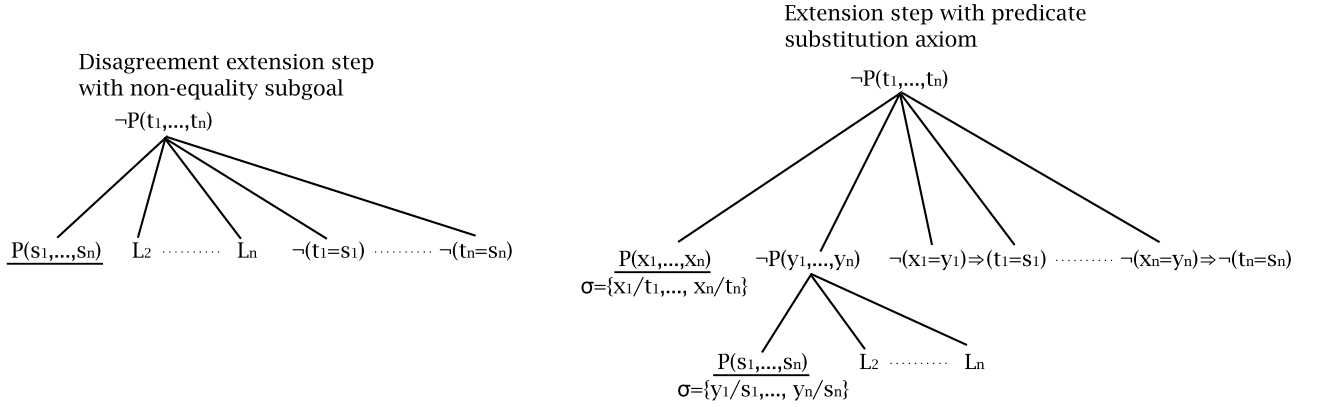 Disagreement extension step
with non-equality subgoal
¬P(t1,...,tn)
P(s1,...,sn) L2 ·········· Ln ¬(t1=s1) ·········· ¬(tn=sn)
Extension step with predicate
substitution axiom
¬P(t1,...,tn)
P(x1,...,xn) ¬P(y1,...,yn) ¬(x1=y1)⇒(t1=s1) ·········· ¬(xn=yn)⇒¬(tn=sn)
σ={x1/t1,..., xn/tn}
P(s1,...,sn) L2 ·········· Ln
σ={y1/s1,..., yn/sn}